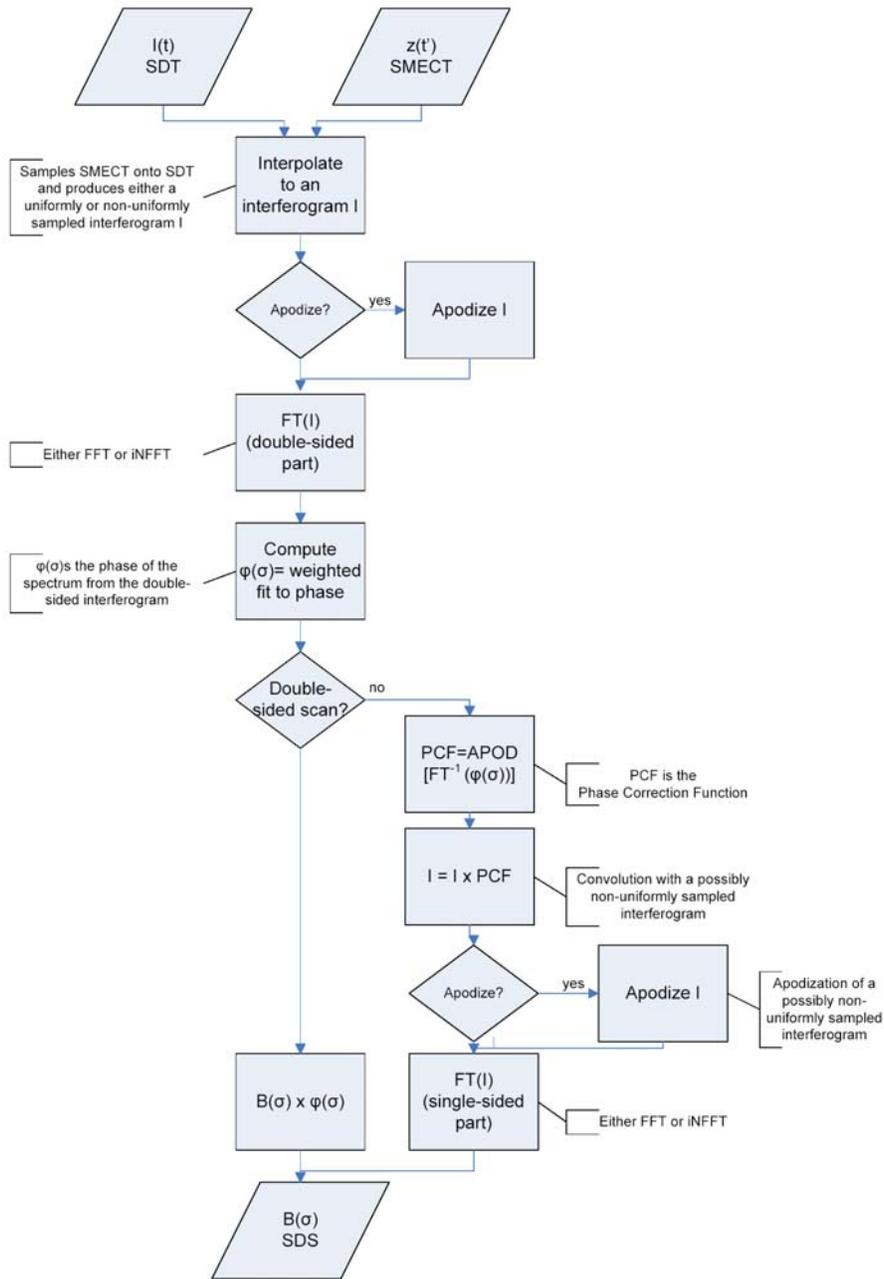 I(t)
SDT
z(t')
SMECT
Interpolate
to an
interferogram I
Samples SMECT onto SDT
and produces either a
uniformly or non-uniformly
sampled interferogram I
Apodize?
yes
Apodize I
FT(I)
(double-sided
part)
Either FFT or iNFFT
Compute
φ(σ)= weighted
fit to phase
φ(σ)s the phase of the
spectrum from the double-
sided interferogram
Double-
sided scan?
no
PCF=APOD
[FT⁻¹ (φ(σ))]
PCF is the
Phase Correction Function
I = I x PCF
Convolution with a possibly
non-uniformly sampled
interferogram
Apodize?
yes
Apodize I
Apodization of a
possibly non-
uniformly sampled
interferogram
B(σ) x φ(σ)
FT(I)
(single-sided
part)
Either FFT or iNFFT
B(σ)
SDS